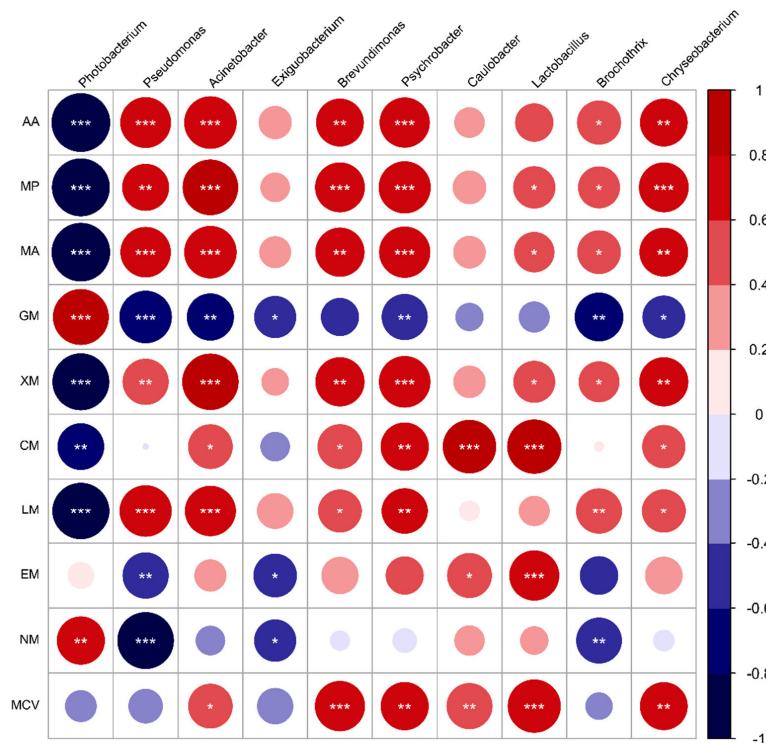 Photobacterium
Pseudomonas
Acinetobacter
Exiguobacterium
Brevundimonas
Psychrobacter
Caulobacter
Lactobacillus
Brochothrix
Chryseobacterium
1
AA *** *** *** ** *** * **
0.8
MP *** ** *** *** *** * * ***
0.6
MA *** *** *** ** *** * * **
0.4
GM *** *** ** * ** ** *
0.2
XM *** ** *** ** *** * * **
0
CM ** * * ** *** *** *
-0.2
LM *** *** *** * ** ** *
-0.4
EM ** * * ***
-0.6
NM ** *** * **
-0.8
MCV * *** ** ** *** **
-1